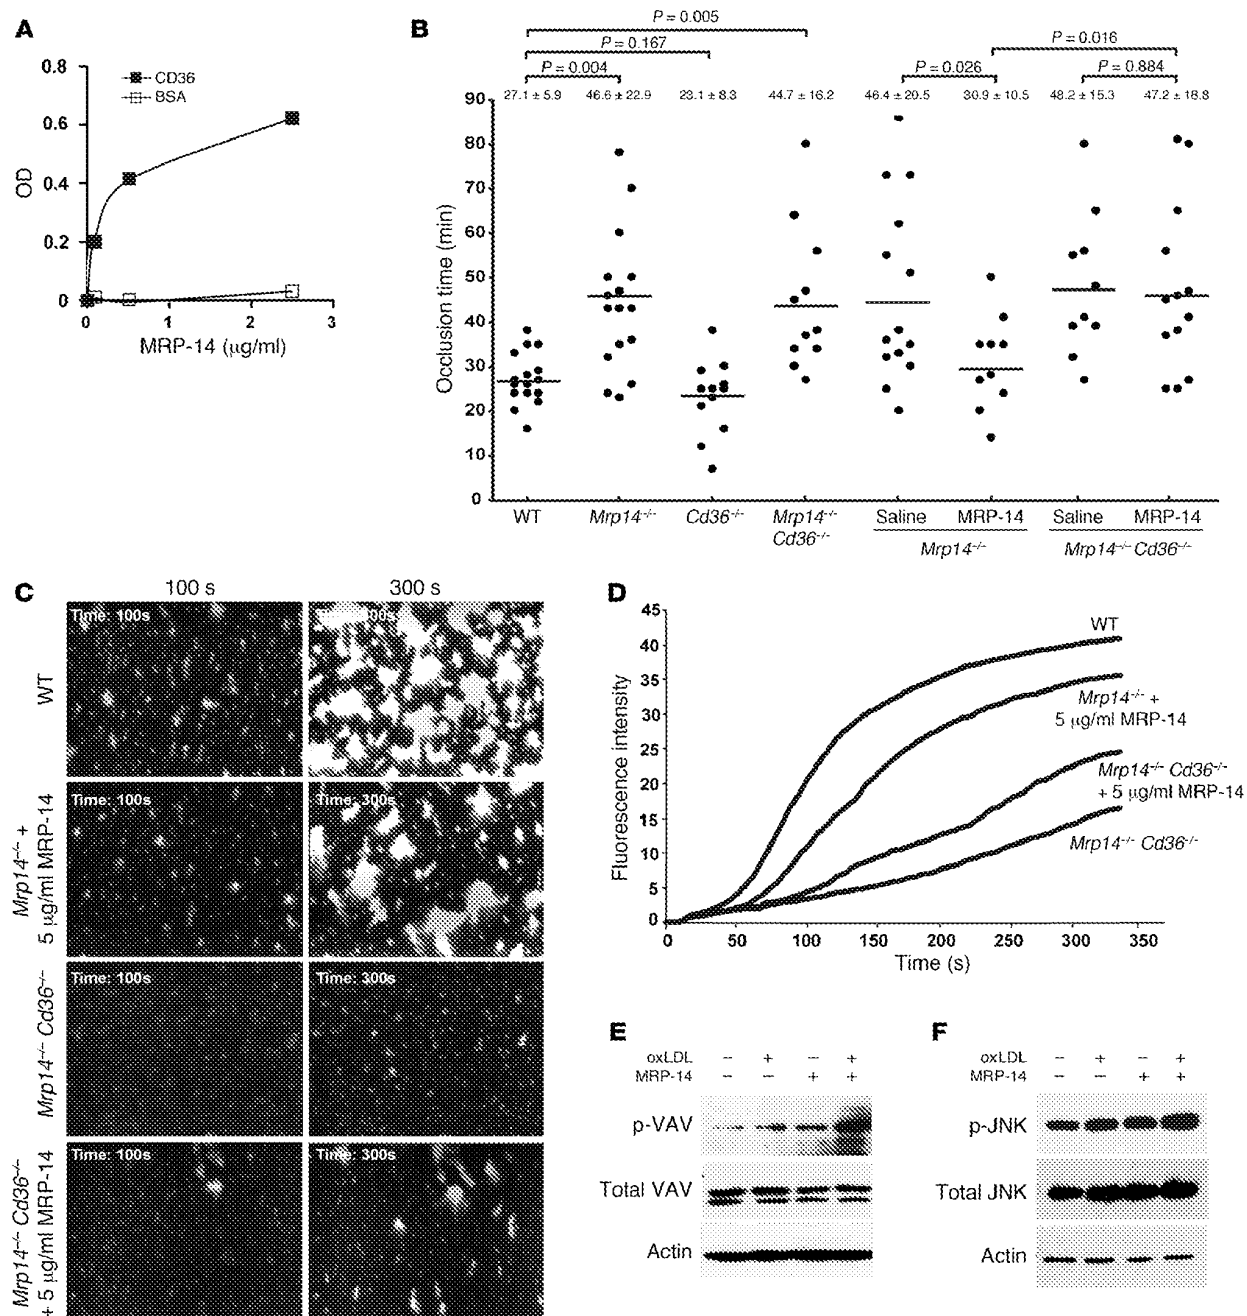 A
0.8
0.6
0.4
0.2
0
OD
CD36
BSA
0 1 2 3
MRP-14 (μg/ml)
B
P = 0.005
P = 0.167
P = 0.016
P = 0.004
P = 0.026
P = 0.884
27.1 ± 5.9 46.6 ± 22.9 23.1 ± 8.3 44.7 ± 16.2 46.4 ± 20.5 30.9 ± 10.5 48.2 ± 15.3 47.2 ± 18.8
90
80
70
60
50
40
30
20
10
0
Occlusion time (min)
WT Mrp14-/- Cd36-/- Mrp14-/- Saline MRP-14 Saline MRP-14
Cd36-/-
Mrp14-/- Mrp14-/- Cd36-/-
C
100 s 300 s
WT
Time: 100s
Mrp14-/- +
5 μg/ml MRP-14
Time: 100s Time: 300s
Mrp14-/- Cd36-/-
Time: 100s Time: 300s
Mrp14-/- Cd36-/-
+ 5 μg/ml MRP-14
Time: 100s Time: 300s
D
45
40
35
30
25
20
15
10
5
0
Fluorescence intensity
WT
Mrp14-/- +
5 μg/ml MRP-14
Mrp14-/- Cd36-/-
+ 5 μg/ml MRP-14
Mrp14-/- Cd36-/-
0 50 100 150 200 250 300 350
Time (s)
E
oxLDL – + – +
MRP-14 – – + +
p-VAV
Total VAV
Actin
F
oxLDL – + – +
MRP-14 – – + +
p-JNK
Total JNK
Actin